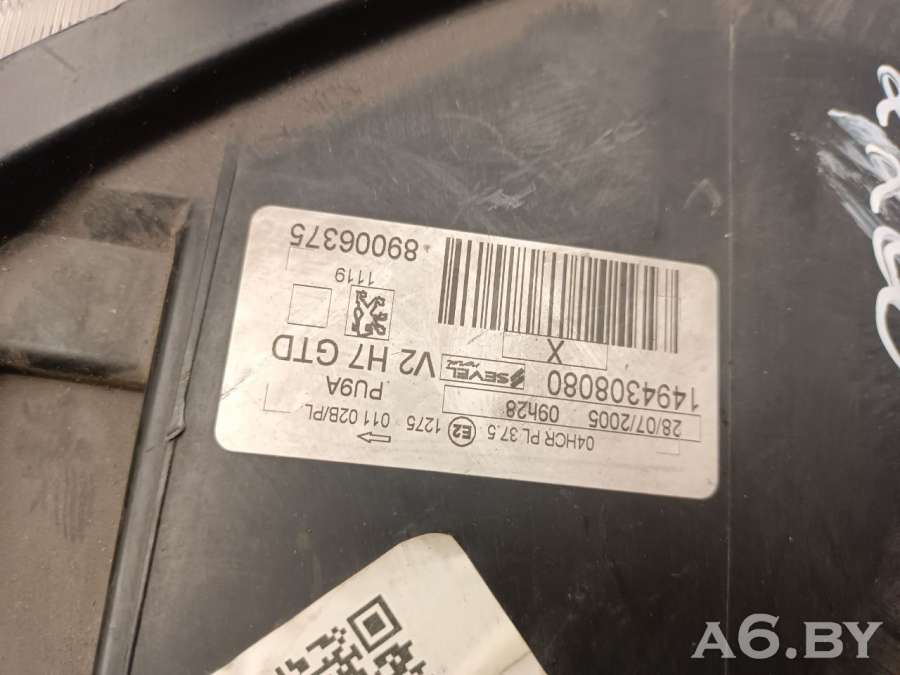 04HCR PL 37.5 E2 1275 011 02B/PL
28/07/2005 09h28 PU9A
1494308080 SEVEL V2 H7 GTD
X
1119
89006375
A6.BY